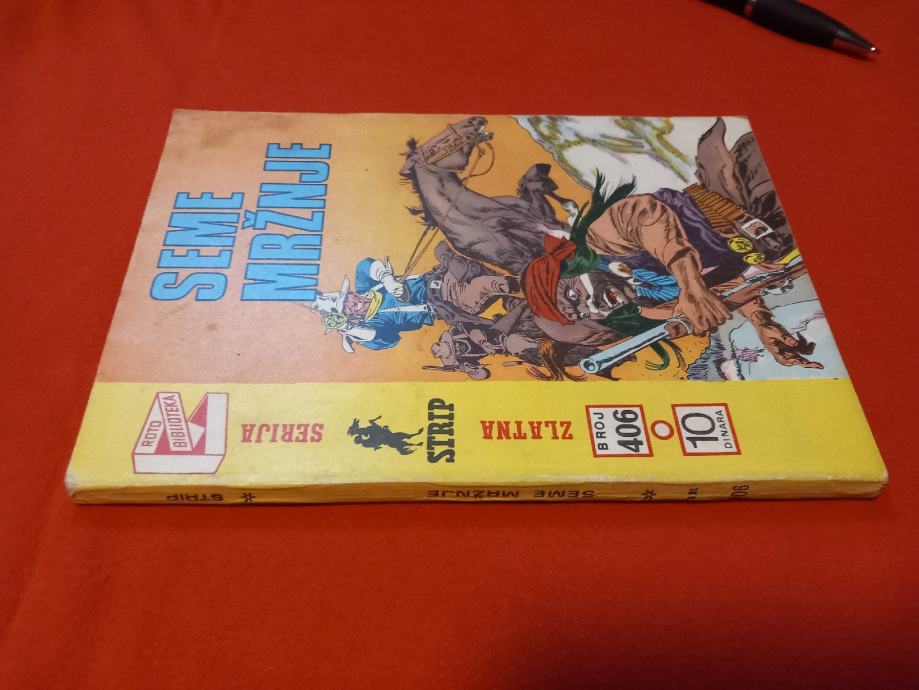 SEME
MRŽNJE
ROTO
BIBLIOTEKA
ZLATNA
SERIJA
STRIP
BROJ
406
10
DINARA
* STRIP
SEME MRŽNJE
*